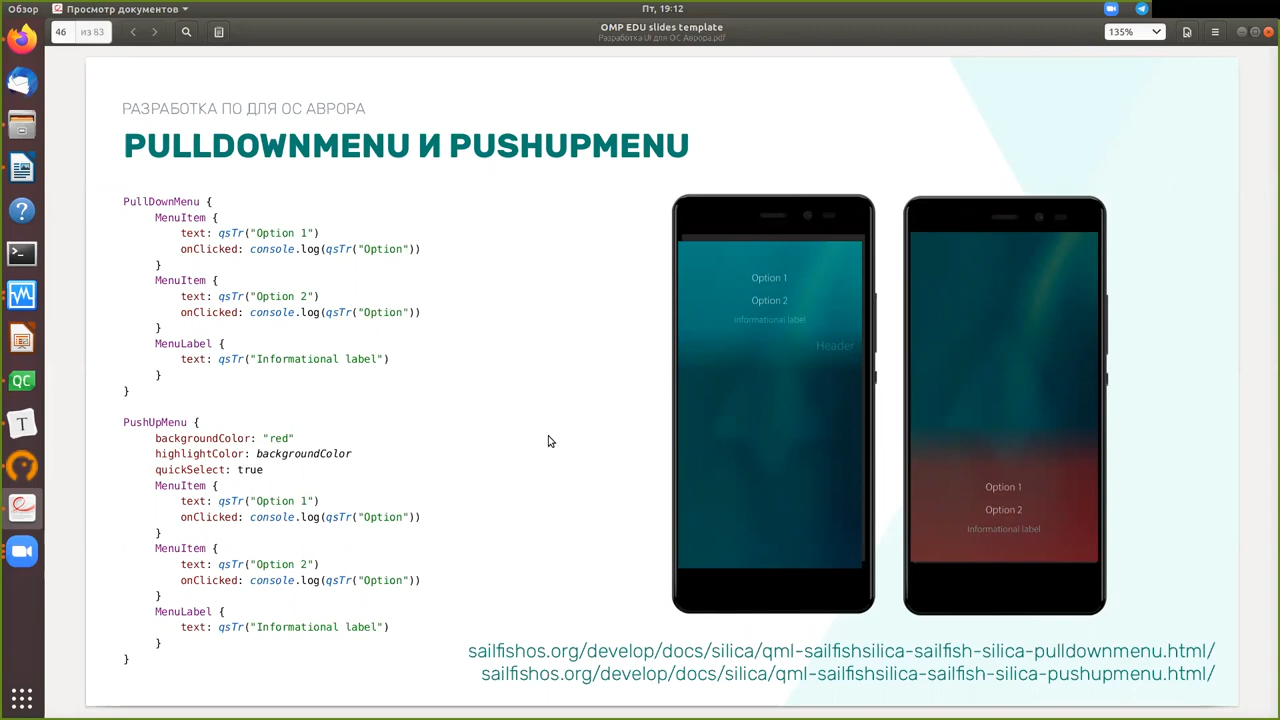 Обзор
Просмотр документов
Пт, 19:12
46 из 83
OMP EDU slides template
Разработка UI для ОС Аврора.pdf
135%
РАЗРАБОТКА ПО ДЛЯ ОС АВРОРА
PULLDOWNMENU И PUSHUPMENU
PullDownMenu {
MenuItem {
text: qsTr("Option 1")
onClicked: console.log(qsTr("Option"))
}
MenuItem {
text: qsTr("Option 2")
onClicked: console.log(qsTr("Option"))
}
MenuLabel {
text: qsTr("Informational label")
}
}
PushUpMenu {
backgroundColor: "red"
highlightColor: backgroundColor
quickSelect: true
MenuItem {
text: qsTr("Option 1")
onClicked: console.log(qsTr("Option"))
}
MenuItem {
text: qsTr("Option 2")
onClicked: console.log(qsTr("Option"))
}
MenuLabel {
text: qsTr("Informational label")
}
}
Option 1
Option 2
Informational label
Header
Option 1
Option 2
Informational label
sailfishos.org/develop/docs/silica/qml-sailfishsilica-sailfish-silica-pulldownmenu.html/
sailfishos.org/develop/docs/silica/qml-sailfishsilica-sailfish-silica-pushupmenu.html/
QC
T